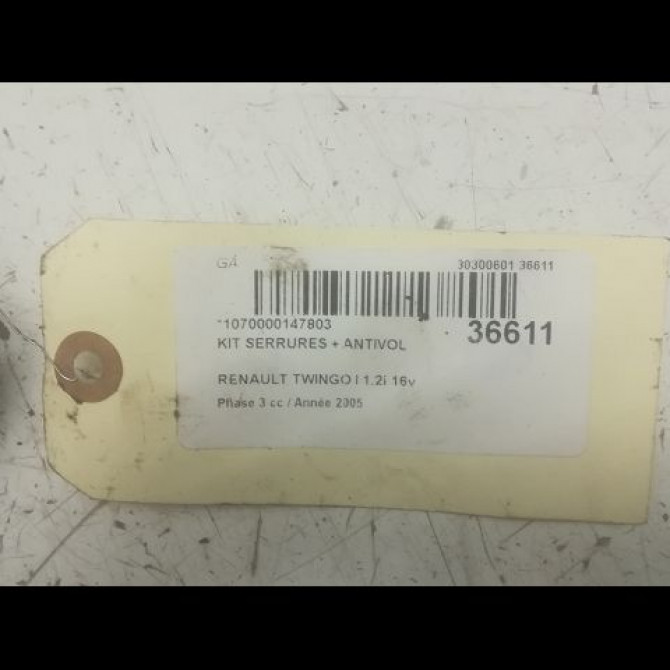 GA 30300601 36611
*1070000147803 36611
KIT SERRURES + ANTIVOL
RENAULT TWINGO I 1.2i 16v
Phase 3 cc / Année 2005